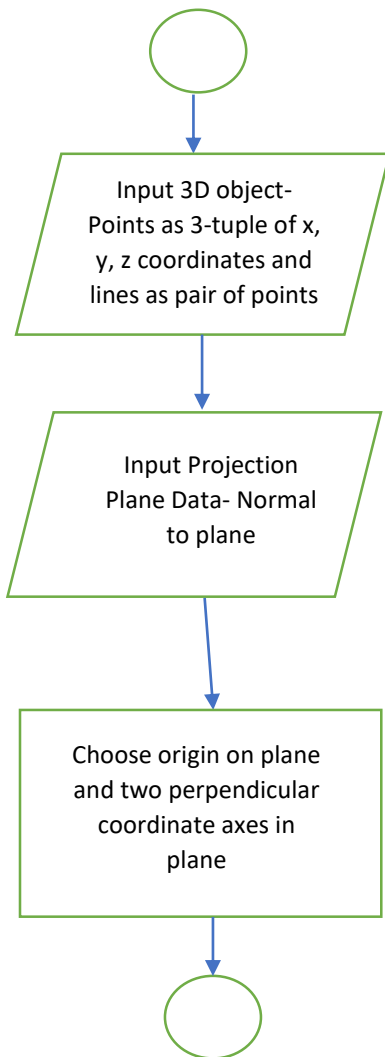 Input 3D object-
Points as 3-tuple of x,
y, z coordinates and
lines as pair of points
Input Projection
Plane Data- Normal
to plane
Choose origin on plane
and two perpendicular
coordinate axes in
plane